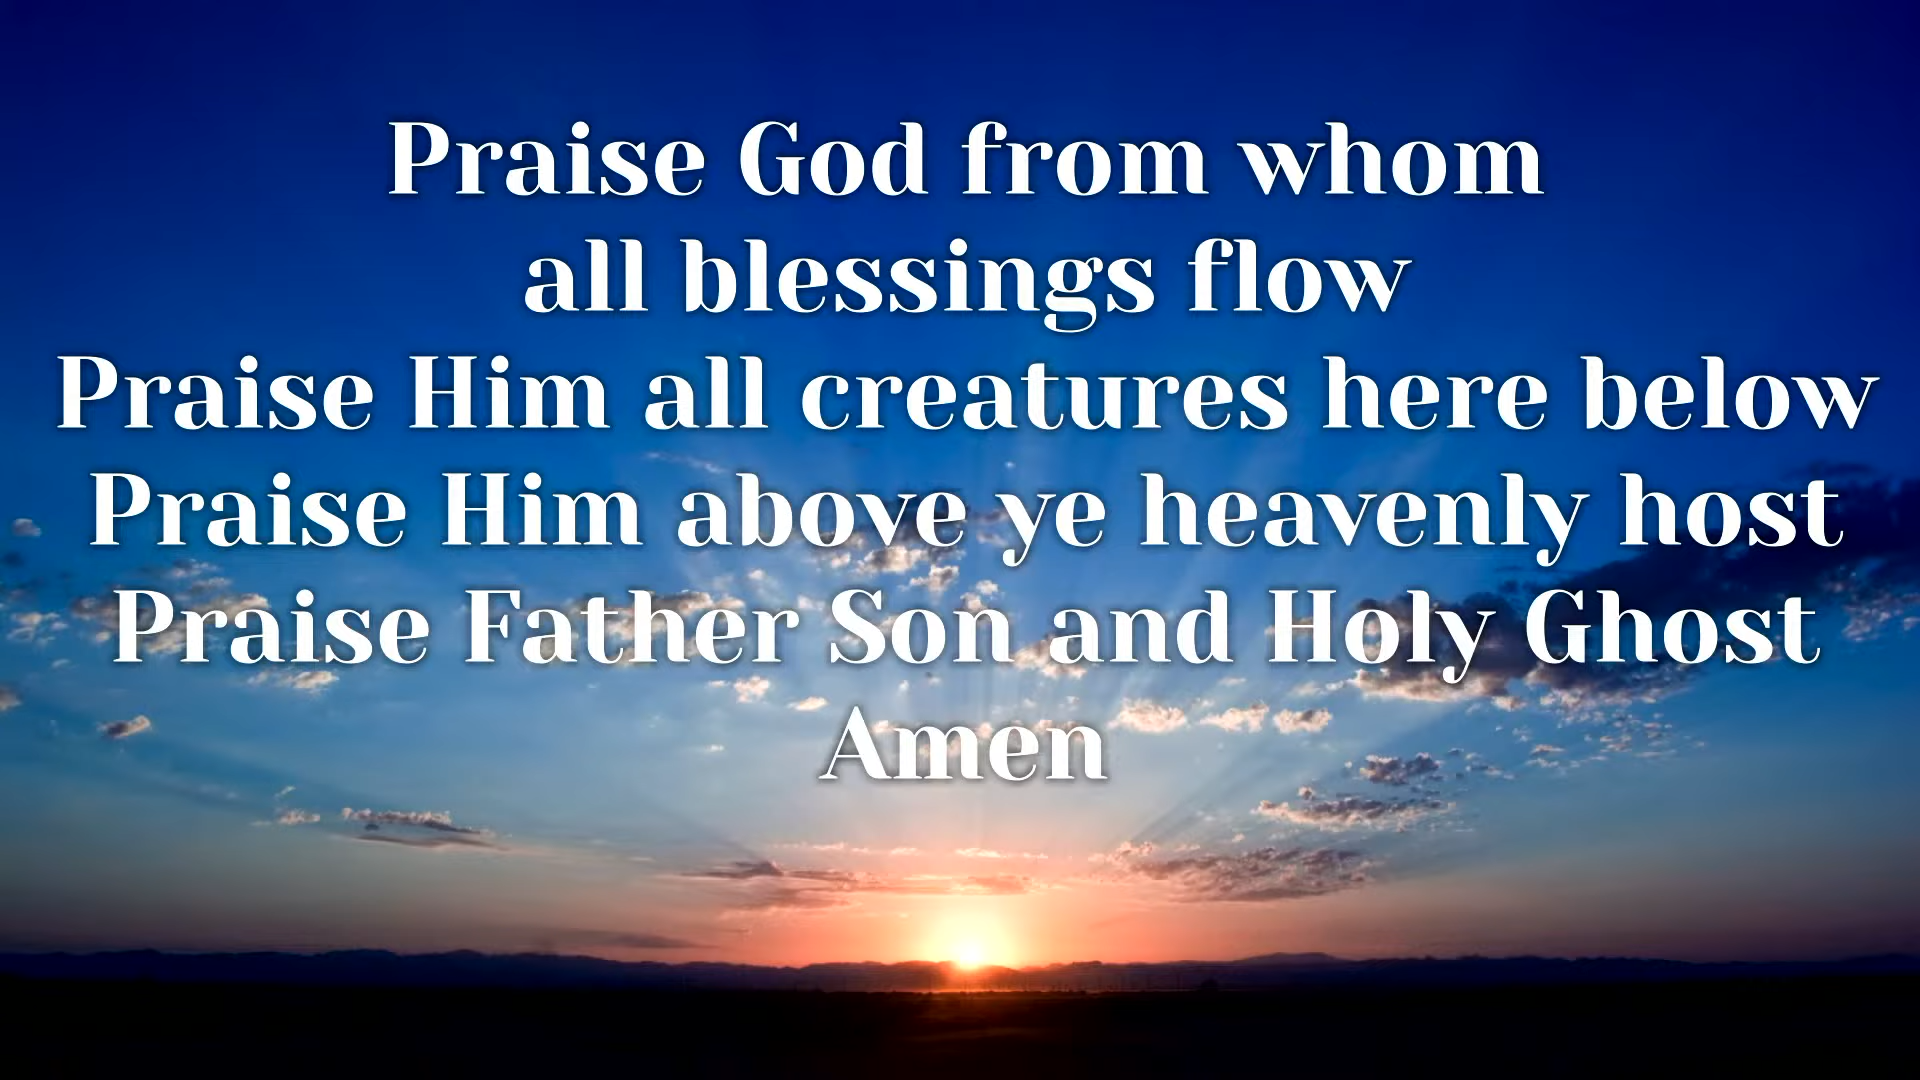 Praise God from whom
all blessings flow
Praise Him all creatures here below
Praise Him above ye heavenly host
Praise Father Son and Holy Ghost
Amen